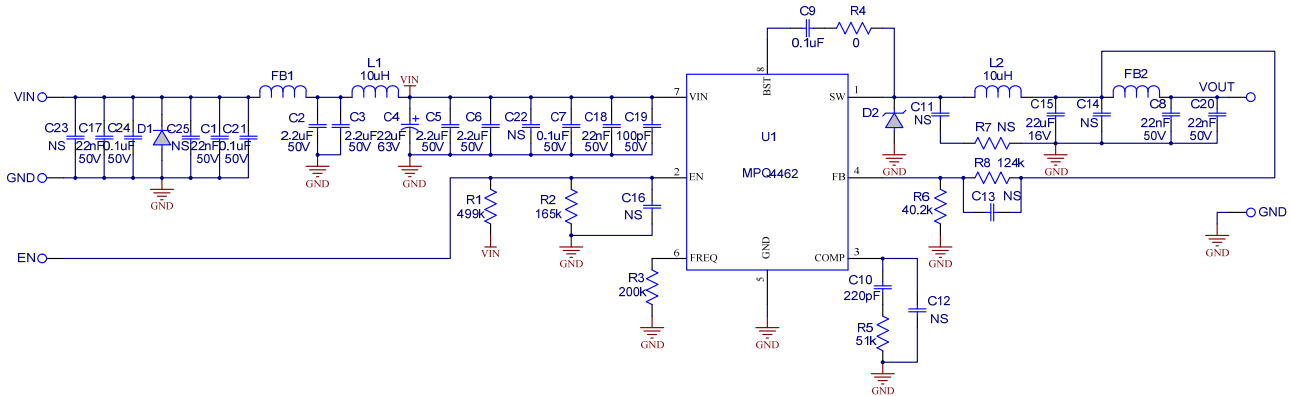 C9
0.1uF
R4
0
VIN
FB1
L1
10uH
VIN
C23
NS
C17
22nF
50V
C24
0.1uF
50V
D1
C25
NS
C1
22nF
50V
C21
0.1uF
50V
C2
2.2uF
50V
C3
2.2uF
50V
C4
22uF
63V
+
C5
2.2uF
50V
C6
2.2uF
50V
C22
NS
C7
0.1uF
50V
C18
22nF
50V
C19
100pF
50V
7
VIN
8
BST
SW
1
U1
MPQ4462
2
EN
FB
4
6
FREQ
GND
5
COMP
3
D2
GND
C11
NS
R7
NS
L2
10uH
C15
22uF
16V
GND
C14
NS
FB2
VOUT
C8
22nF
50V
C20
22nF
50V
R8
124k
C13
NS
R6
40.2k
GND
GND
GND
GND
GND
GND
GND
EN
R1
499k
VIN
R2
165k
GND
C16
NS
R3
200k
GND
GND
C10
220pF
R5
51k
C12
NS
GND